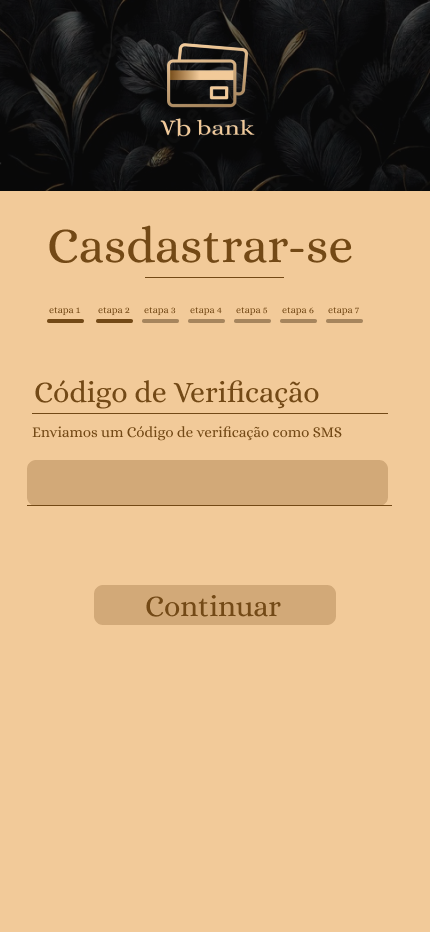 Vb bank
Casdastrar-se
etapa 1 etapa 2 etapa 3 etapa 4 etapa 5 etapa 6 etapa 7
Código de Verificação
Enviamos um Código de verificação como SMS
Continuar